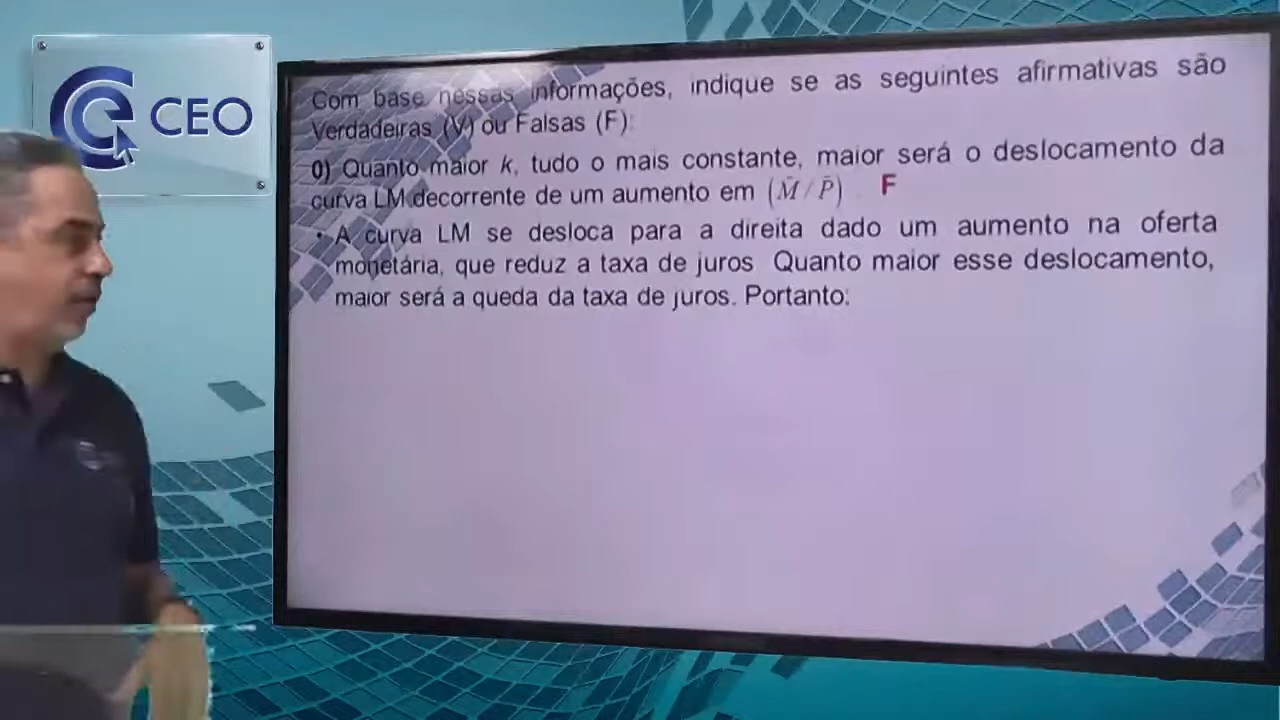 CEO
Com base nessas informações, indique se as seguintes afirmativas são
Verdadeiras (V) ou Falsas (F):
0) Quanto maior k, tudo o mais constante, maior será o deslocamento da
curva LM decorrente de um aumento em (M̄ / P̄) F
• A curva LM se desloca para a direita dado um aumento na oferta
monetária, que reduz a taxa de juros Quanto maior esse deslocamento,
maior será a queda da taxa de juros. Portanto: